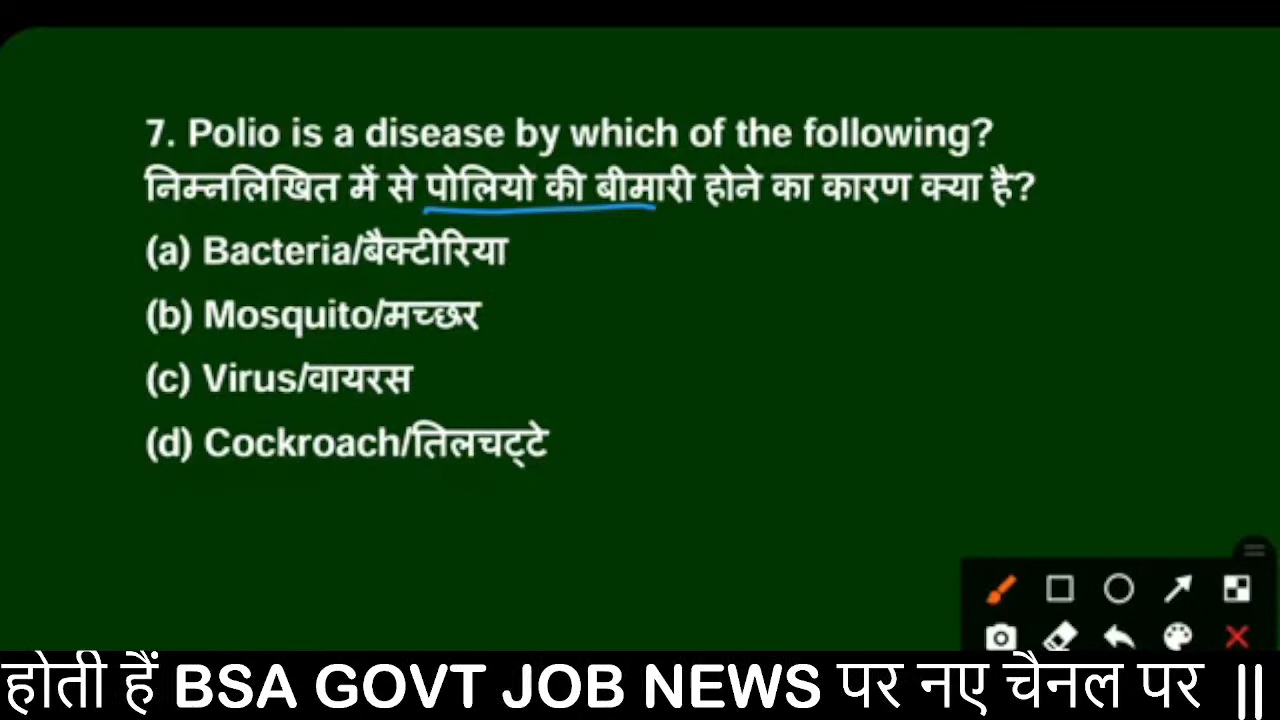 7. Polio is a disease by which of the following?
निम्नलिखित में से पोलियो की बीमारी होने का कारण क्या है?
(a) Bacteria/बैक्टीरिया
(b) Mosquito/मच्छर
(c) Virus/वायरस
(d) Cockroach/तिलचट्टे
होती हैं BSA GOVT JOB NEWS पर नए चैनल पर ||